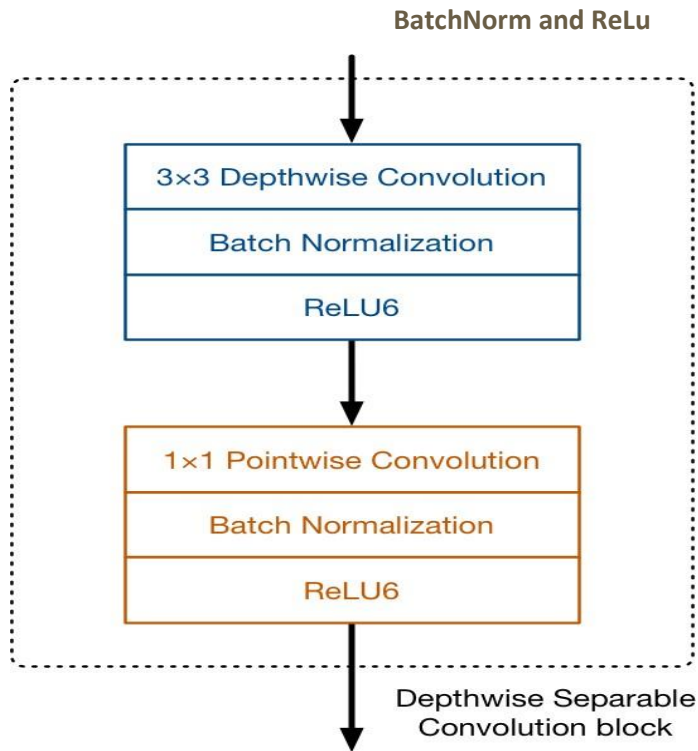 BatchNorm and ReLu
3×3 Depthwise Convolution
Batch Normalization
ReLU6
1×1 Pointwise Convolution
Batch Normalization
ReLU6
Depthwise Separable
Convolution block